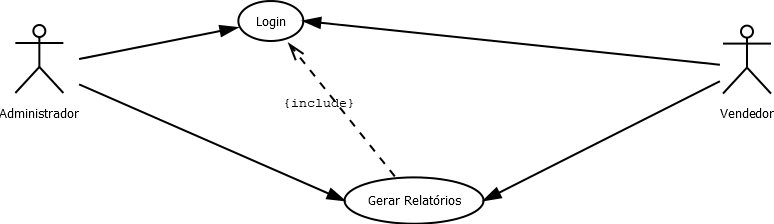 Login
Administrador
Vendedor
{include}
Gerar Relatórios